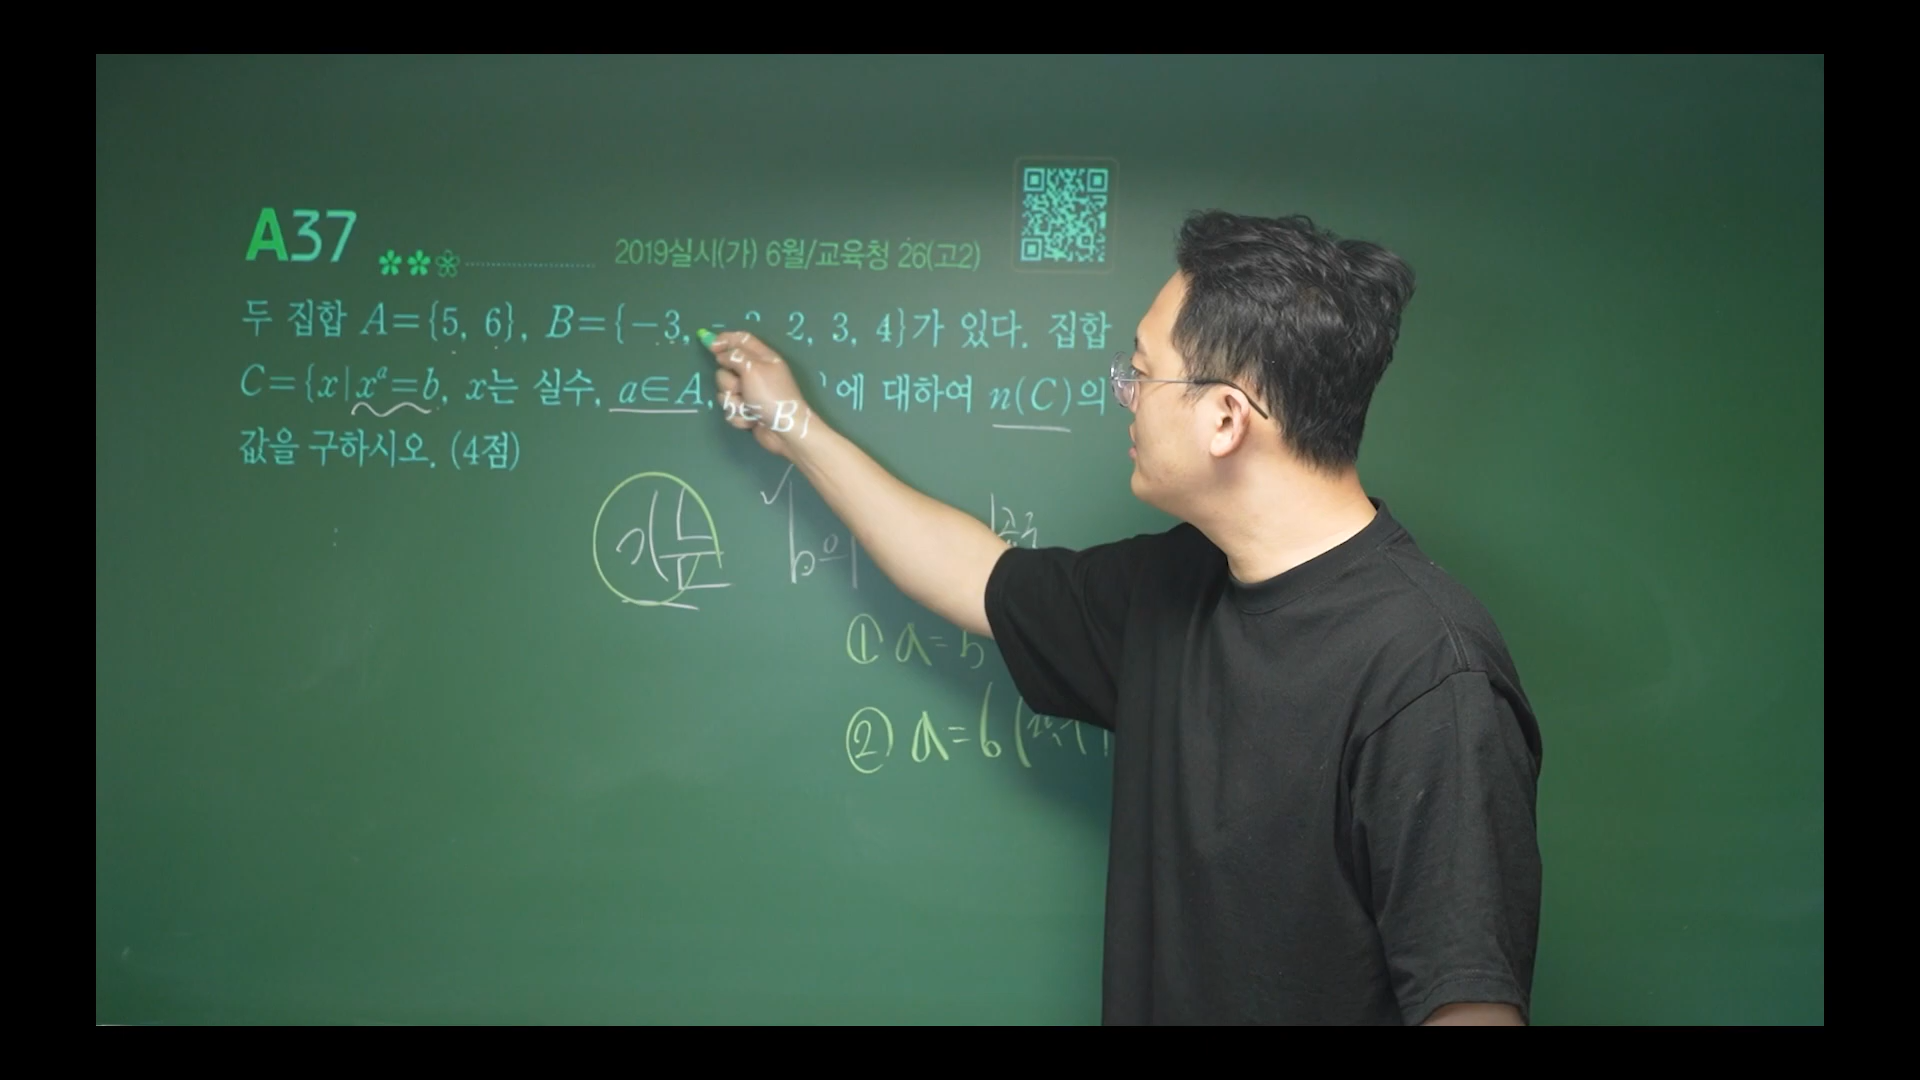 A37
2019실시(가) 6월/교육청 26(고2)
두 집합 A={5, 6}, B={-3, -2, 2, 3, 4}가 있다. 집합
C={x|xᵃ=b, x는 실수, a∈A, b∈B}에 대하여 n(C)의
값을 구하시오. (4점)
b의
① a=
② a=6